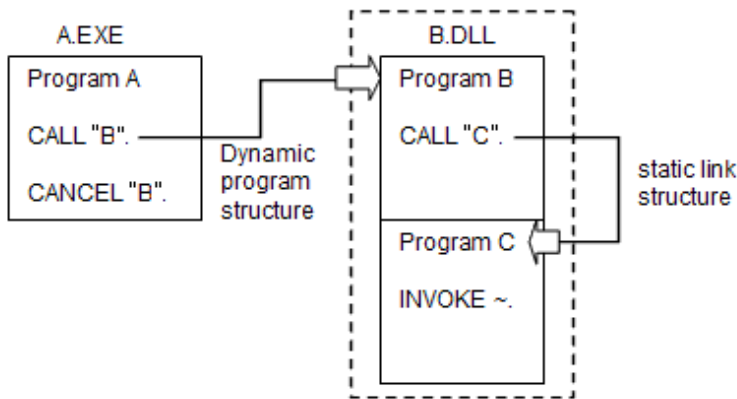 A.EXE
Program A
CALL "B".
CANCEL "B".
Dynamic
program
structure
B.DLL
Program B
CALL "C".
Program C
INVOKE ~.
static link
structure